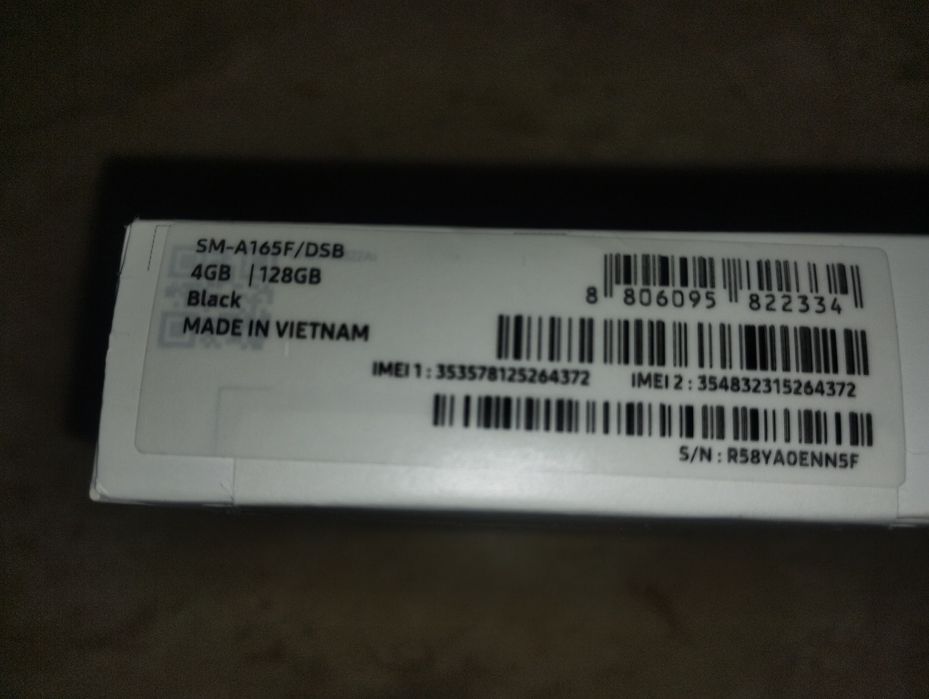 SM-A165F/DSB
4GB | 128GB
Black
MADE IN VIETNAM
8 806095 822334
IMEI 1 : 353578125264372 IMEI 2 : 354832315264372
S/N : R58YA0ENN5F